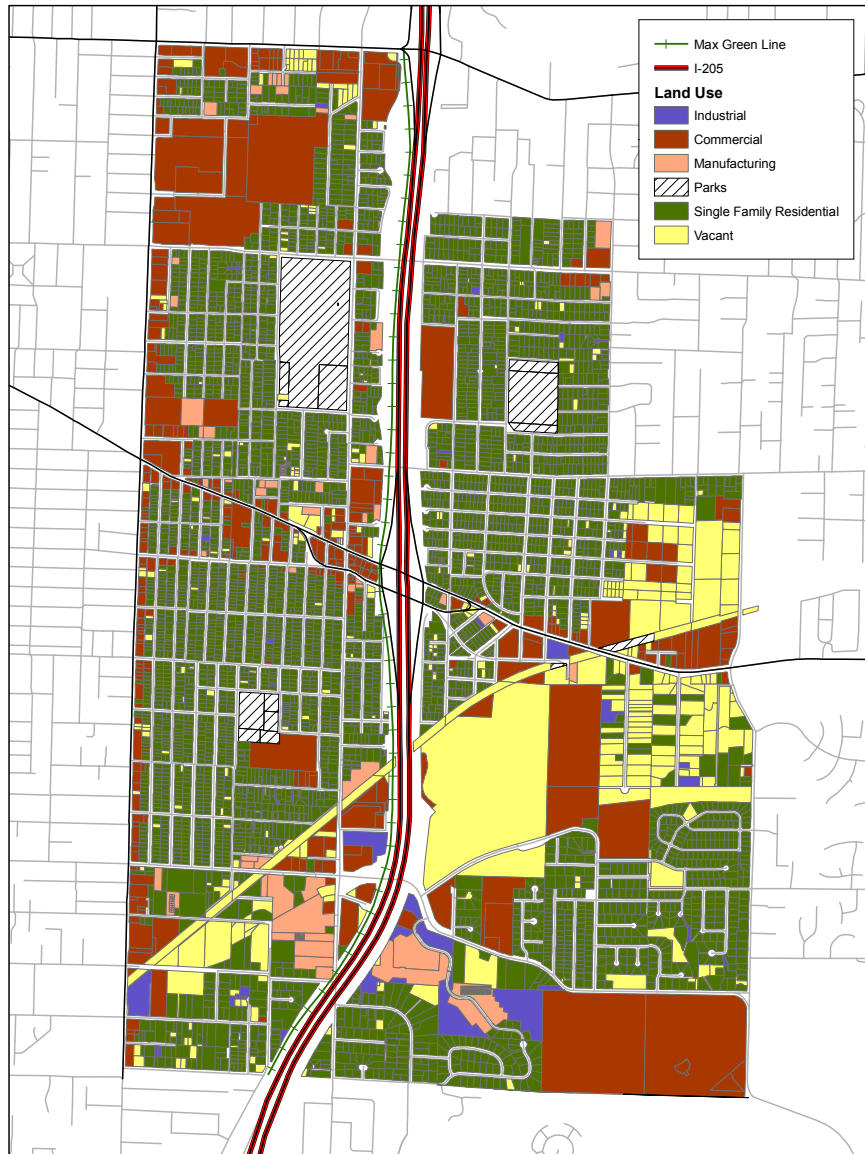 Max Green Line
I-205
Land Use
Industrial
Commercial
Manufacturing
Parks
Single Family Residential
Vacant